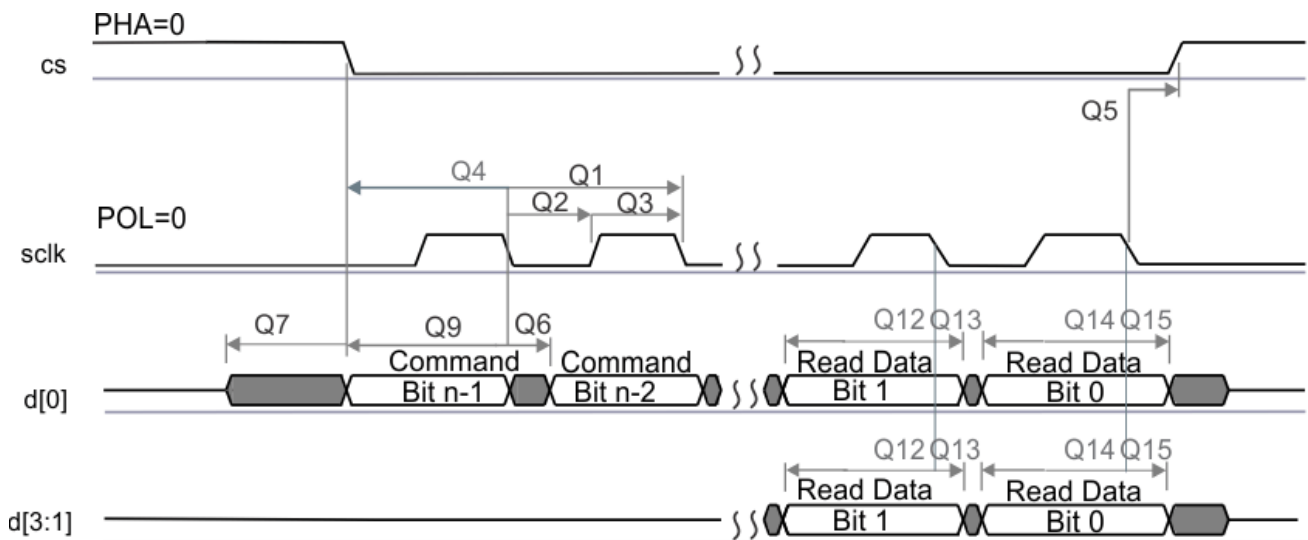 PHA=0
cs
Q5
Q4 Q1
Q2 Q3
POL=0
sclk
Q7 Q9 Q6 Q12 Q13 Q14 Q15
Command Command Read Data Read Data
d[0] Bit n-1 Bit n-2 Bit 1 Bit 0
Q12 Q13 Q14 Q15
Read Data Read Data
d[3:1] Bit 1 Bit 0